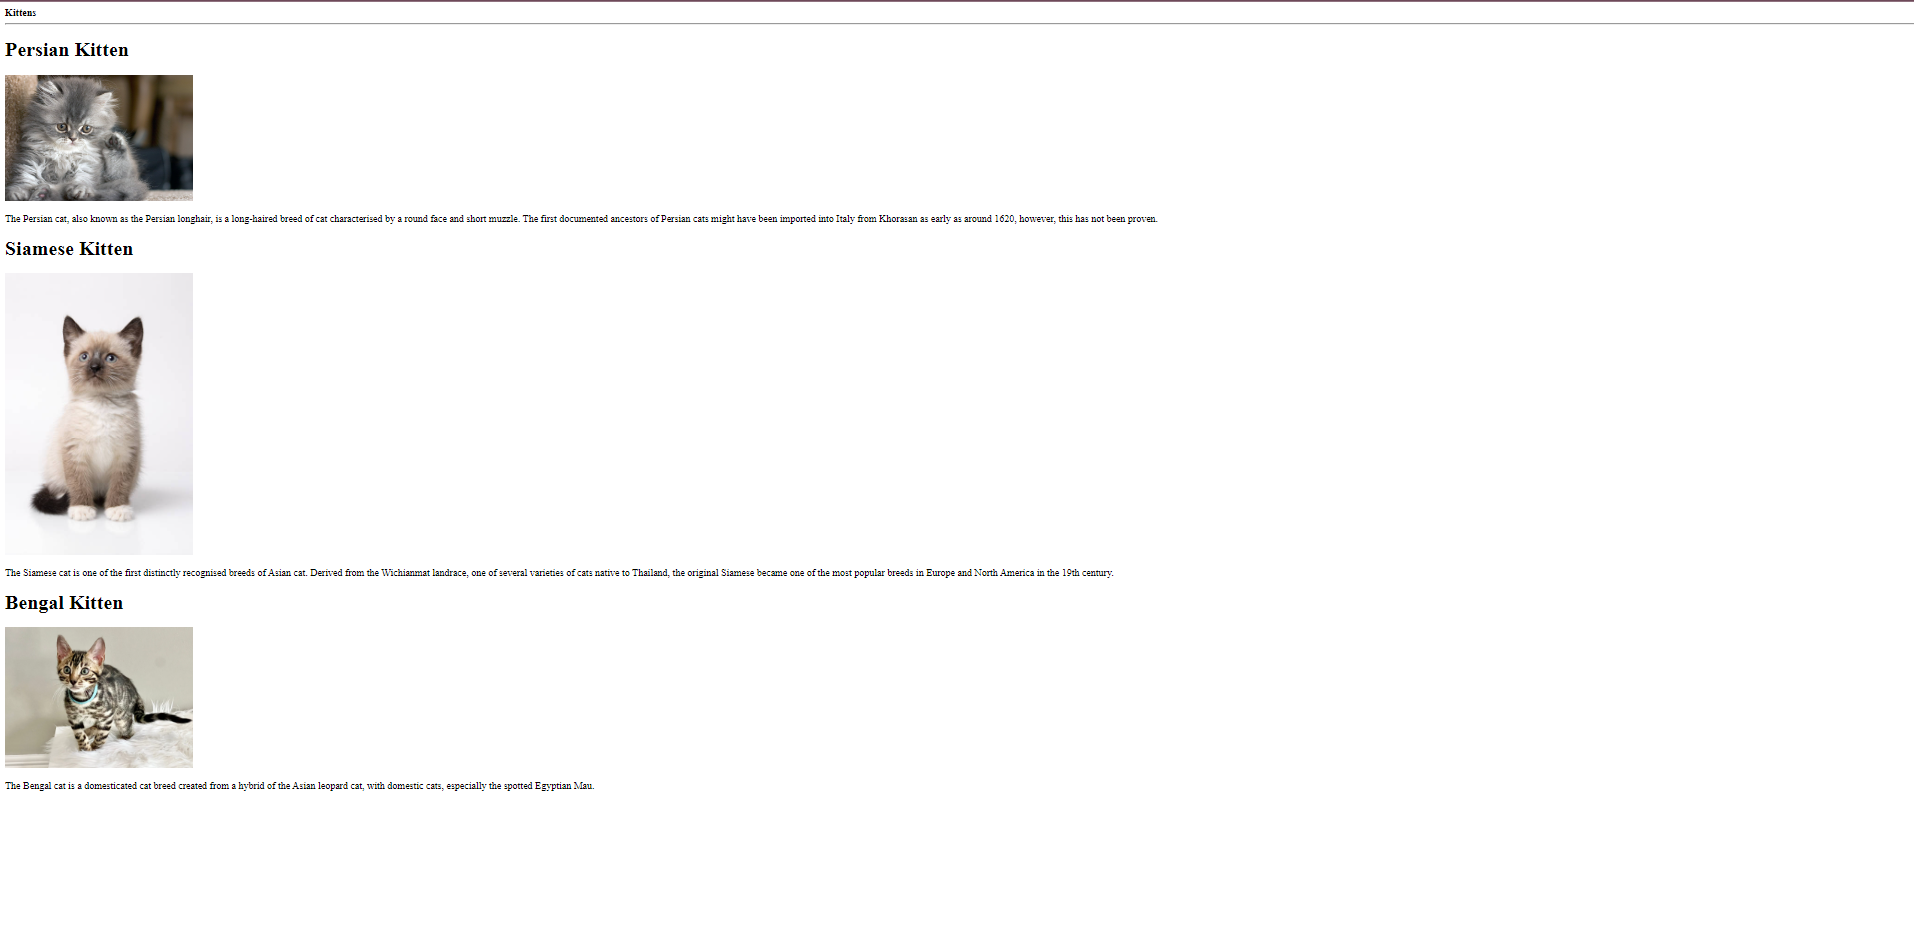 Kittens
Persian Kitten
The Persian cat, also known as the Persian longhair, is a long-haired breed of cat characterised by a round face and short muzzle. The first documented ancestors of Persian cats might have been imported into Italy from Khorasan as early as around 1620, however, this has not been proven.
Siamese Kitten
The Siamese cat is one of the first distinctly recognised breeds of Asian cat. Derived from the Wichianmat landrace, one of several varieties of cats native to Thailand, the original Siamese became one of the most popular breeds in Europe and North America in the 19th century.
Bengal Kitten
The Bengal cat is a domesticated cat breed created from a hybrid of the Asian leopard cat, with domestic cats, especially the spotted Egyptian Mau.